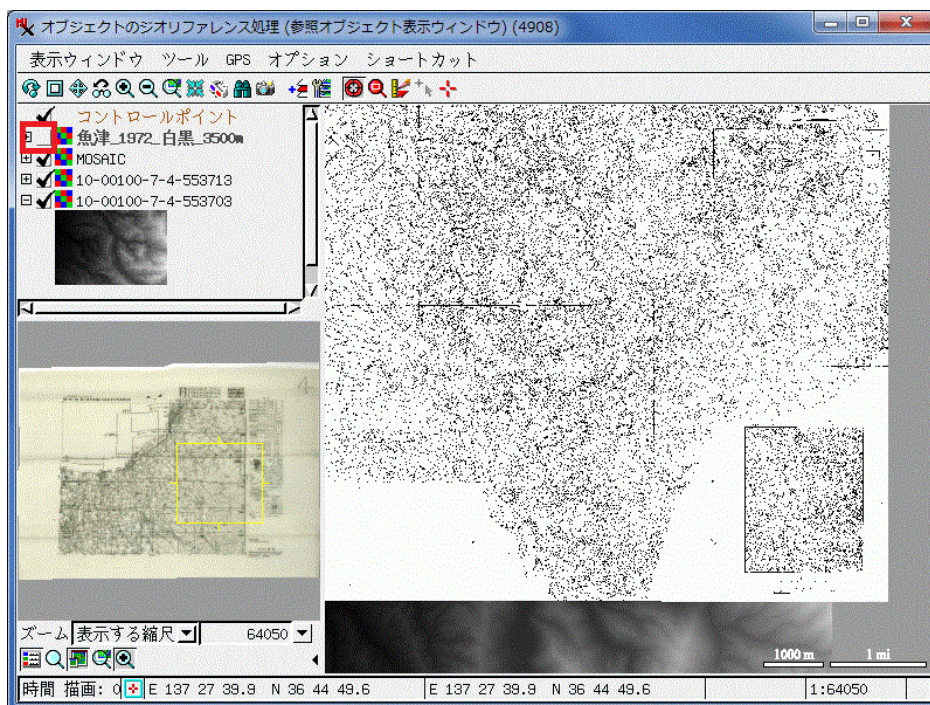 オブジェクトのジオリファレンス処理 (参照オブジェクト表示ウィンドウ) (4908)
表示ウィンドウ ツール GPS オプション ショートカット
コントロールポイント
魚津_1972_白黒_3500m
MOSAIC
10-00100-7-4-553713
10-00100-7-4-553703
ズーム 表示する縮尺 64050
1000 m 1 mi
時間 描画: 0 E 137 27 39.9 N 36 44 49.6 E 137 27 39.9 N 36 44 49.6 1:64050